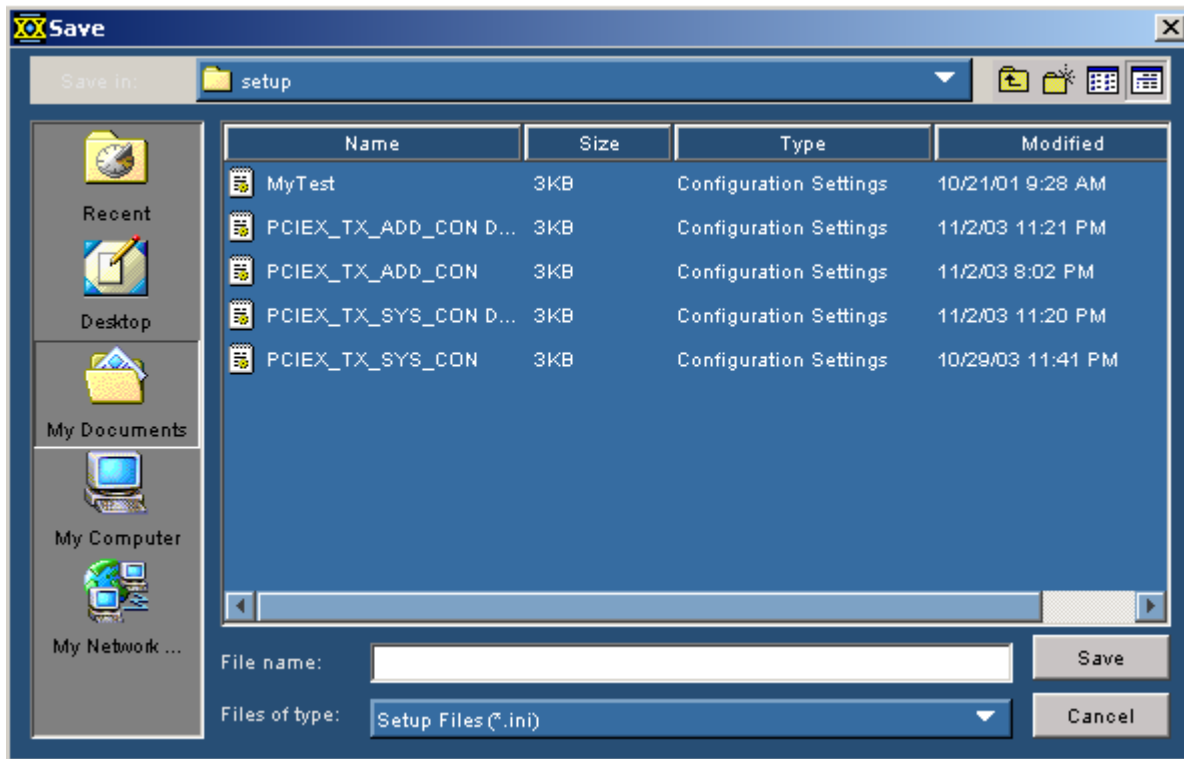 Save
Save in: setup
Name Size Type Modified
MyTest 3KB Configuration Settings 10/21/01 9:28 AM
PCIEX_TX_ADD_CON D... 3KB Configuration Settings 11/2/03 11:21 PM
PCIEX_TX_ADD_CON 3KB Configuration Settings 11/2/03 8:02 PM
PCIEX_TX_SYS_CON D... 3KB Configuration Settings 11/2/03 11:20 PM
PCIEX_TX_SYS_CON 3KB Configuration Settings 10/29/03 11:41 PM
Recent
Desktop
My Documents
My Computer
My Network ...
File name: Save
Files of type: Setup Files (*.ini) Cancel